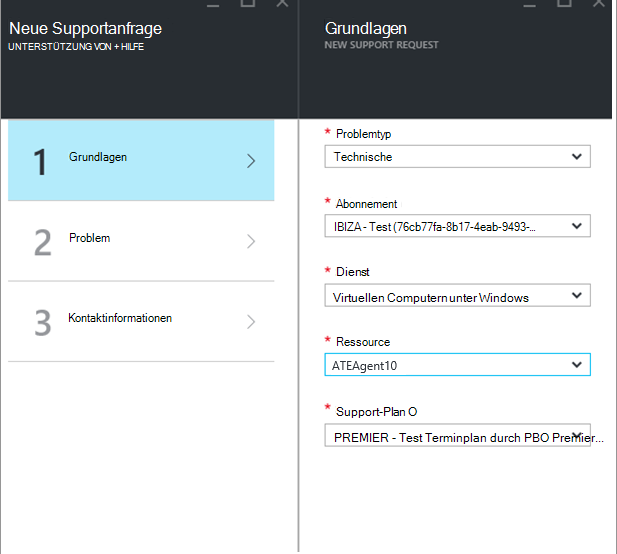 Neue Supportanfrage
UNTERSTÜTZUNG VON + HILFE
1 Grundlagen
2 Problem
3 Kontaktinformationen
Grundlagen
NEW SUPPORT REQUEST
* Problemtyp
Technische
* Abonnement
IBIZA - Test (76cb77fa-8b17-4eab-9493-...
* Dienst
Virtuellen Computern unter Windows
* Ressource
ATEAgent10
* Support-Plan O
PREMIER - Test Terminplan durch PBO Premier...